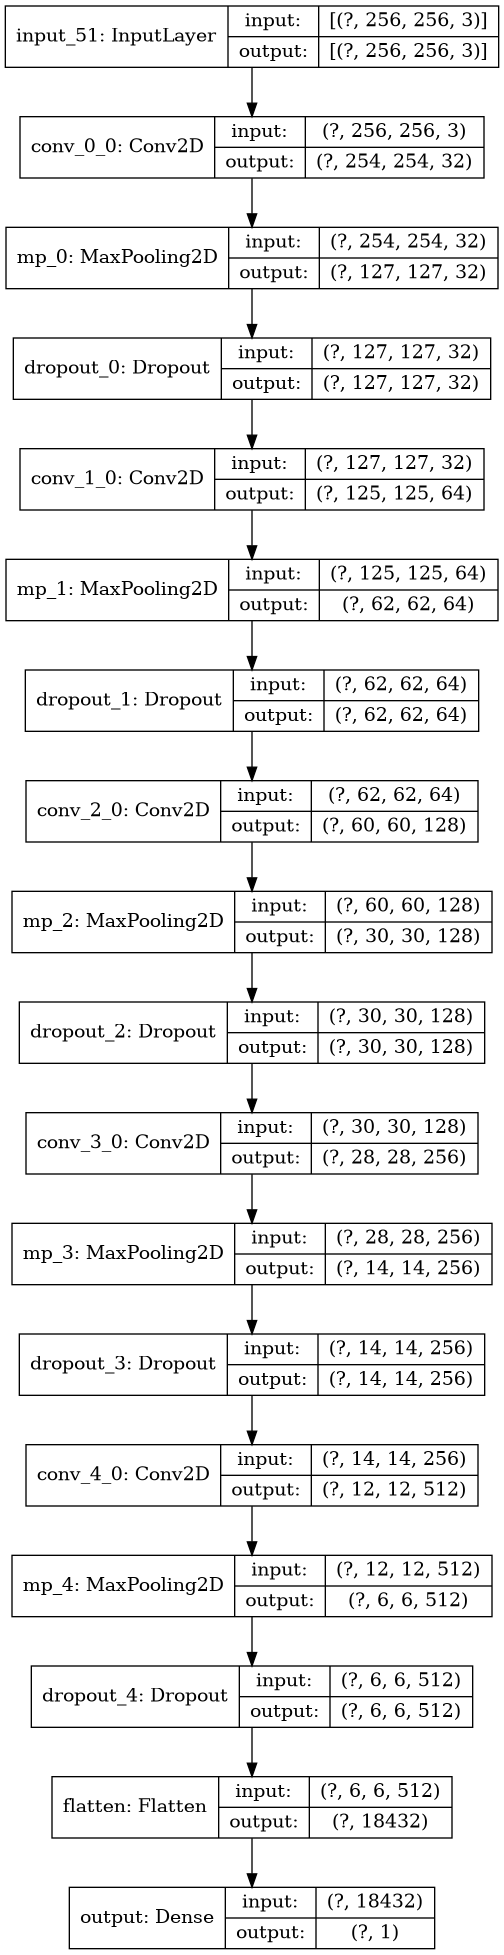 input_51: InputLayer input: [(?, 256, 256, 3)]
output: [(?, 256, 256, 3)]
conv_0_0: Conv2D input: (?, 256, 256, 3)
output: (?, 254, 254, 32)
mp_0: MaxPooling2D input: (?, 254, 254, 32)
output: (?, 127, 127, 32)
dropout_0: Dropout input: (?, 127, 127, 32)
output: (?, 127, 127, 32)
conv_1_0: Conv2D input: (?, 127, 127, 32)
output: (?, 125, 125, 64)
mp_1: MaxPooling2D input: (?, 125, 125, 64)
output: (?, 62, 62, 64)
dropout_1: Dropout input: (?, 62, 62, 64)
output: (?, 62, 62, 64)
conv_2_0: Conv2D input: (?, 62, 62, 64)
output: (?, 60, 60, 128)
mp_2: MaxPooling2D input: (?, 60, 60, 128)
output: (?, 30, 30, 128)
dropout_2: Dropout input: (?, 30, 30, 128)
output: (?, 30, 30, 128)
conv_3_0: Conv2D input: (?, 30, 30, 128)
output: (?, 28, 28, 256)
mp_3: MaxPooling2D input: (?, 28, 28, 256)
output: (?, 14, 14, 256)
dropout_3: Dropout input: (?, 14, 14, 256)
output: (?, 14, 14, 256)
conv_4_0: Conv2D input: (?, 14, 14, 256)
output: (?, 12, 12, 512)
mp_4: MaxPooling2D input: (?, 12, 12, 512)
output: (?, 6, 6, 512)
dropout_4: Dropout input: (?, 6, 6, 512)
output: (?, 6, 6, 512)
flatten: Flatten input: (?, 6, 6, 512)
output: (?, 18432)
output: Dense input: (?, 18432)
output: (?, 1)